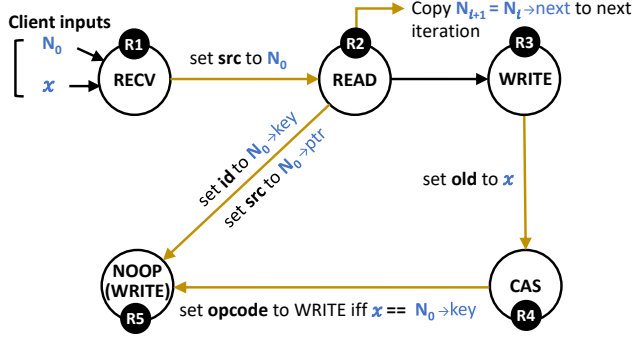 Client inputs
N₀
x
R1
RECV
set src to N₀
R2
READ
Copy Nᵢ₊₁ = Nᵢ→next to next
iteration
R3
WRITE
set id to N₀→key
set src to N₀→ptr
set old to x
NOOP
(WRITE)
R5
set opcode to WRITE iff x == N₀→key
CAS
R4